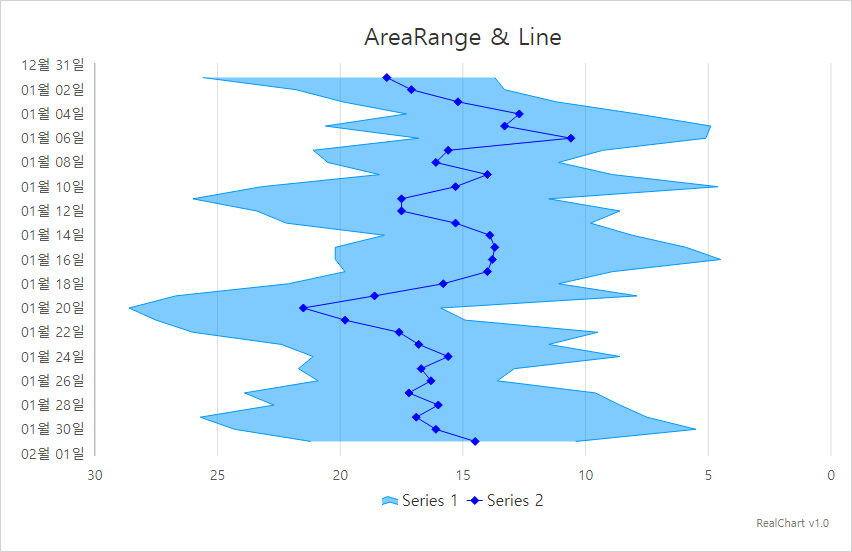 AreaRange & Line
12월 31일
01월 02일
01월 04일
01월 06일
01월 08일
01월 10일
01월 12일
01월 14일
01월 16일
01월 18일
01월 20일
01월 22일
01월 24일
01월 26일
01월 28일
01월 30일
02월 01일
30 25 20 15 10 5 0
Series 1 Series 2
RealChart v1.0